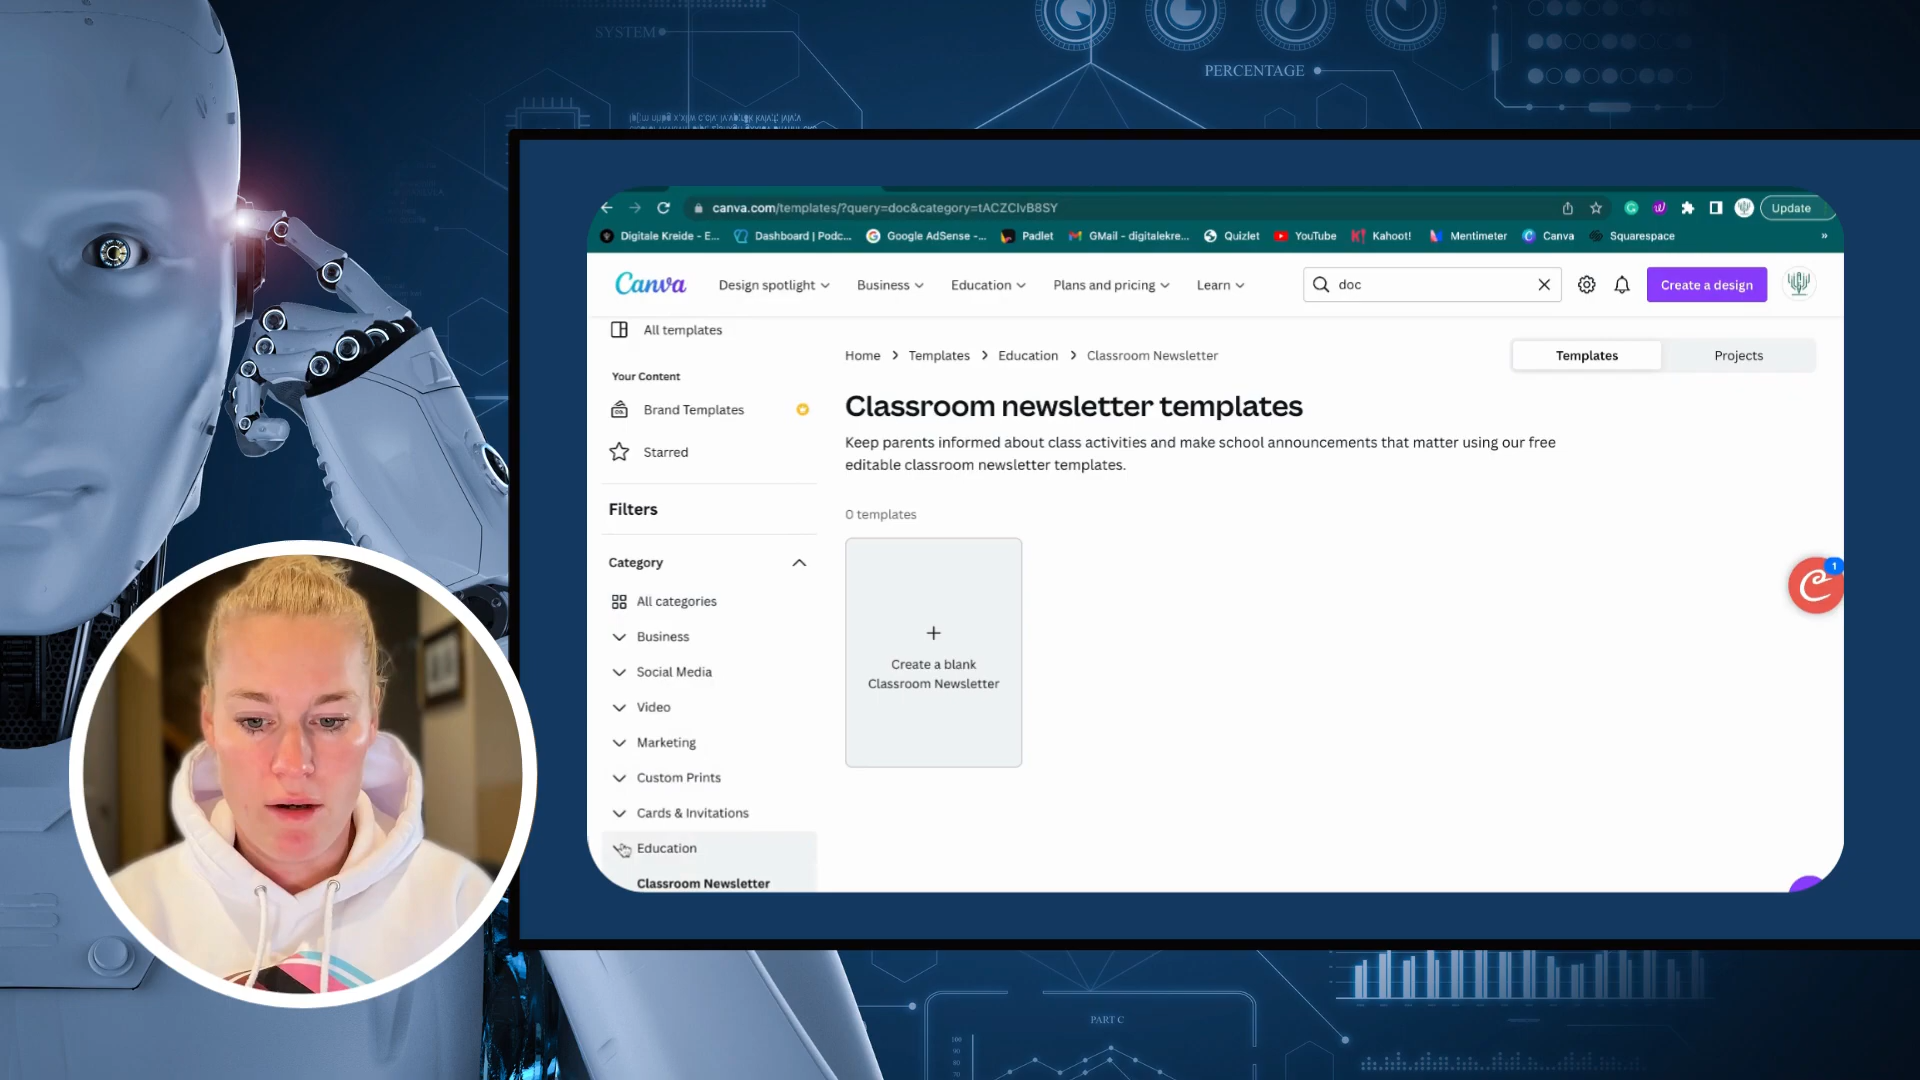 SYSTEM
PERCENTAGE
canva.com/templates/?query=doc&category=tACZCIvB8SY
Update
Digitale Kreide - E...
Dashboard | Podc...
Google AdSense -...
Padlet
GMail - digitalekre...
Quizlet
YouTube
Kahoot!
Mentimeter
Canva
Squarespace
»
Canva
Design spotlight
Business
Education
Plans and pricing
Learn
doc
Create a design
All templates
Your Content
Brand Templates
Starred
Filters
Category
All categories
Business
Social Media
Video
Marketing
Custom Prints
Cards & Invitations
Education
Classroom Newsletter
Home > Templates > Education > Classroom Newsletter
Templates
Projects
Classroom newsletter templates
Keep parents informed about class activities and make school announcements that matter using our free
editable classroom newsletter templates.
0 templates
+
Create a blank
Classroom Newsletter
1
PART C
100
90
80
70